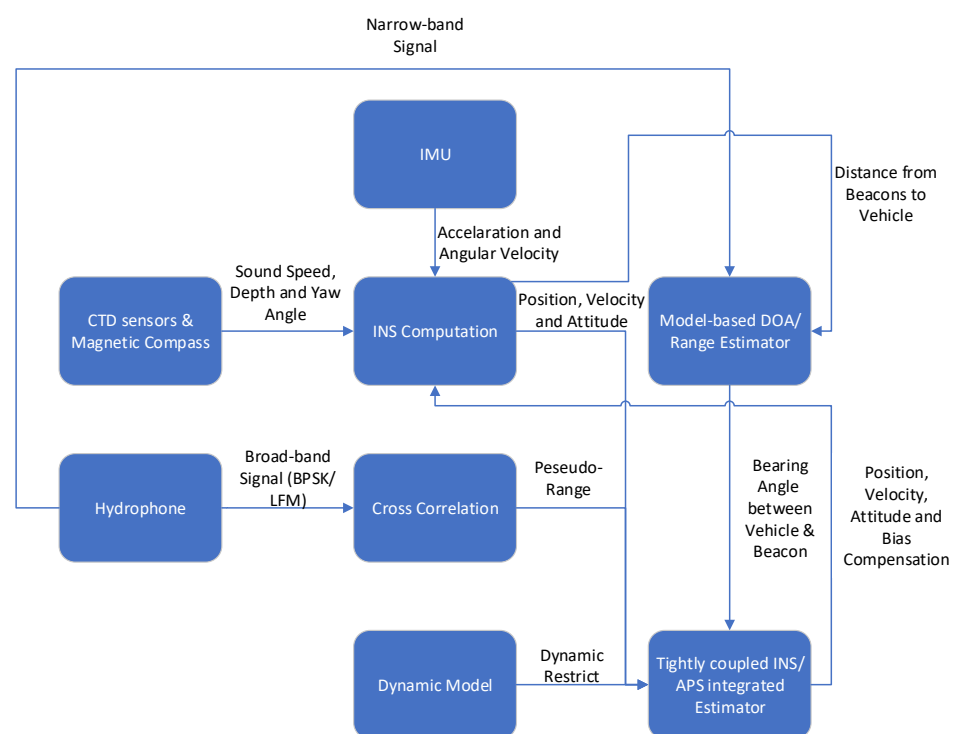 Narrow-band
Signal
IMU
Distance from
Beacons to
Vehicle
Accelaration and
Angular Velocity
Sound Speed,
Depth and Yaw
Angle
CTD sensors &
Magnetic Compass
INS Computation
Position, Velocity
and Attitude
Model-based DOA/
Range Estimator
Hydrophone
Broad-band
Signal (BPSK/
LFM)
Cross Correlation
Peseudo-
Range
Bearing
Angle
between
Vehicle &
Beacon
Position,
Velocity,
Attitude and
Bias
Compensation
Dynamic Model
Dynamic
Restrict
Tightly coupled INS/
APS integrated
Estimator